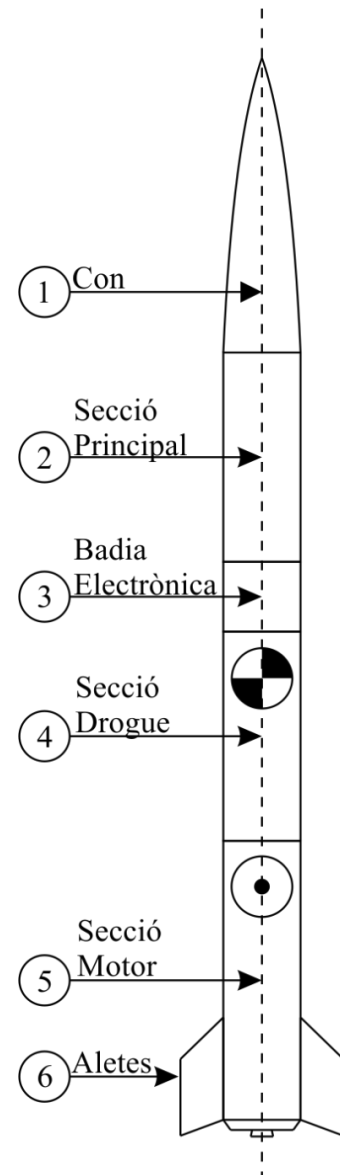 1
Con
Secció
2
Principal
Badia
3
Electrònica
Secció
4
Drogue
Secció
5
Motor
6
Aletes